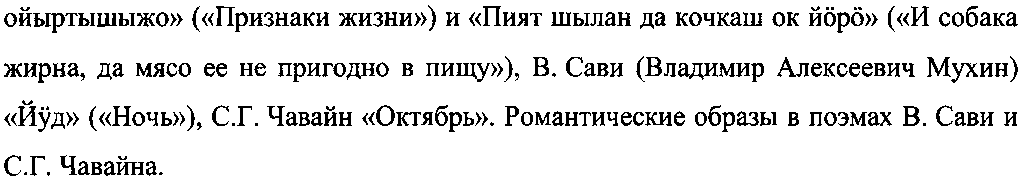 ойыртышыжо» («Признаки жизни») и «Пият шылан да кочкаш ок йӧрӧ» («И собака
жирна, да мясо ее не пригодно в пищу»), В. Сави (Владимир Алексеевич Мухин)
«Йӱд» («Ночь»), С.Г. Чавайн «Октябрь». Романтические образы в поэмах В. Сави и
С.Г. Чавайна.